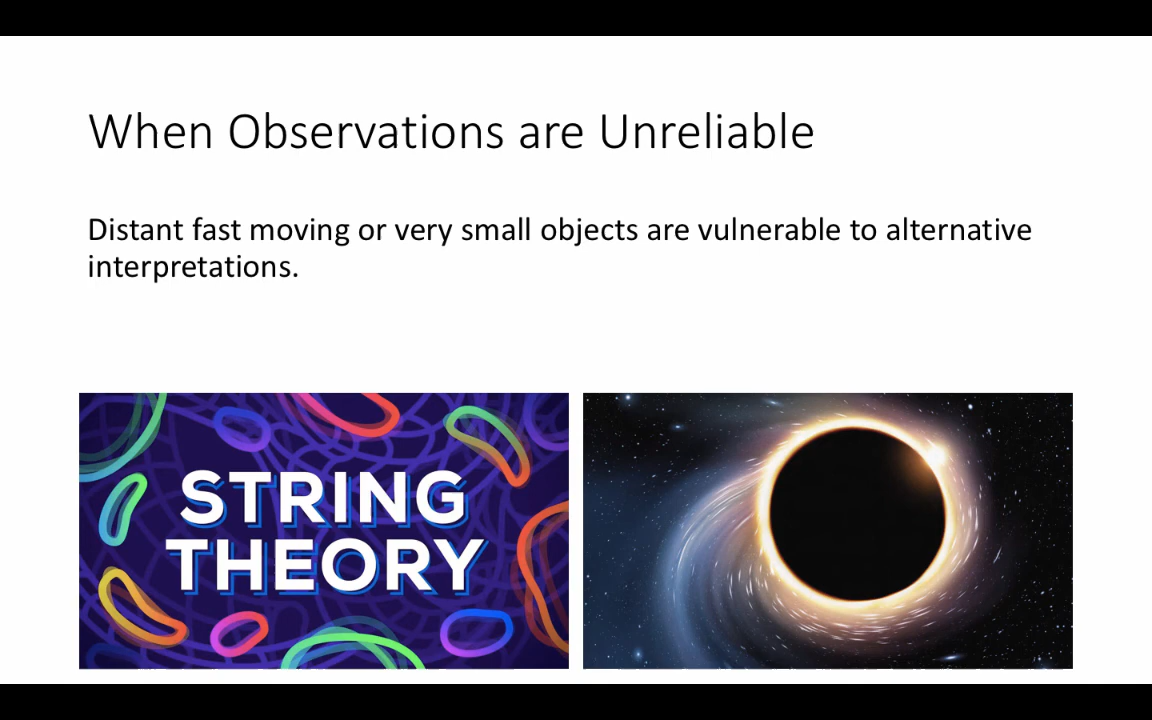 When Observations are Unreliable
Distant fast moving or very small objects are vulnerable to alternative
interpretations.
STRING
THEORY